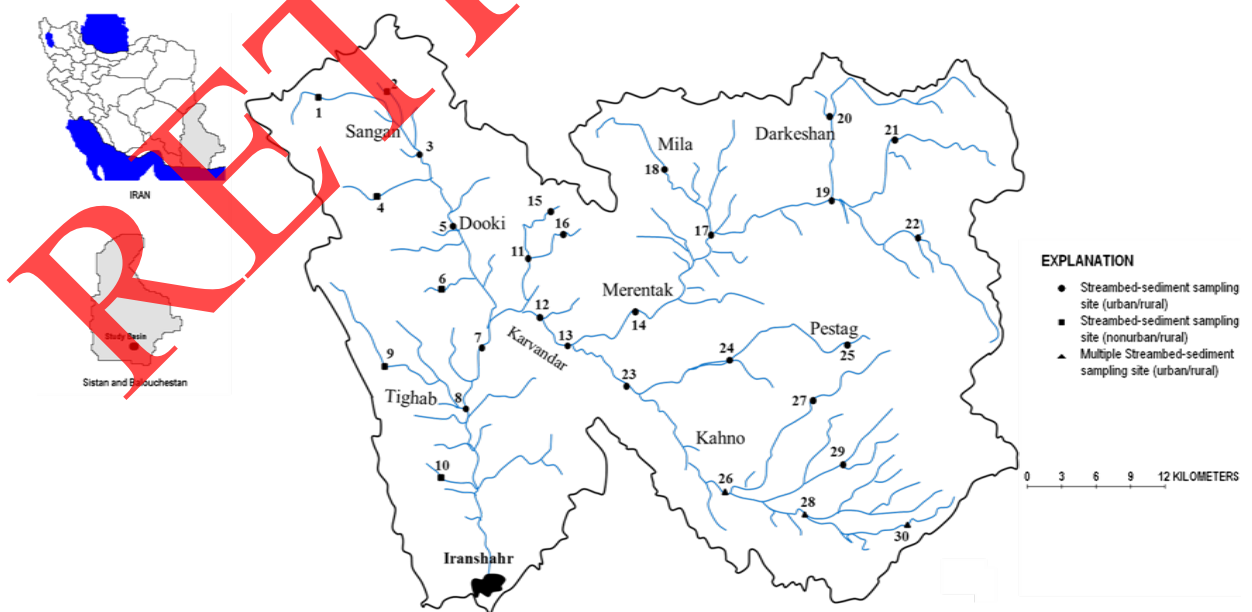 RET
IRAN
Study Basin
Sistan and Balouchestan
1
2
Sangan
3
4
5
Dooki
6
7
8
9
Tighab
10
11
12
Karvandar
13
14
Merentak
15
16
17
Mila
18
19
Darkeshan
20
21
22
23
24
Pestag
25
26
Kahno
27
28
29
30
Iranshahr
EXPLANATION
Streambed-sediment sampling
site (urban/rural)
Streambed-sediment sampling
site (nonurban/rural)
Multiple Streambed-sediment
sampling site (urban/rural)
0 3 6 9 12 KILOMETERS